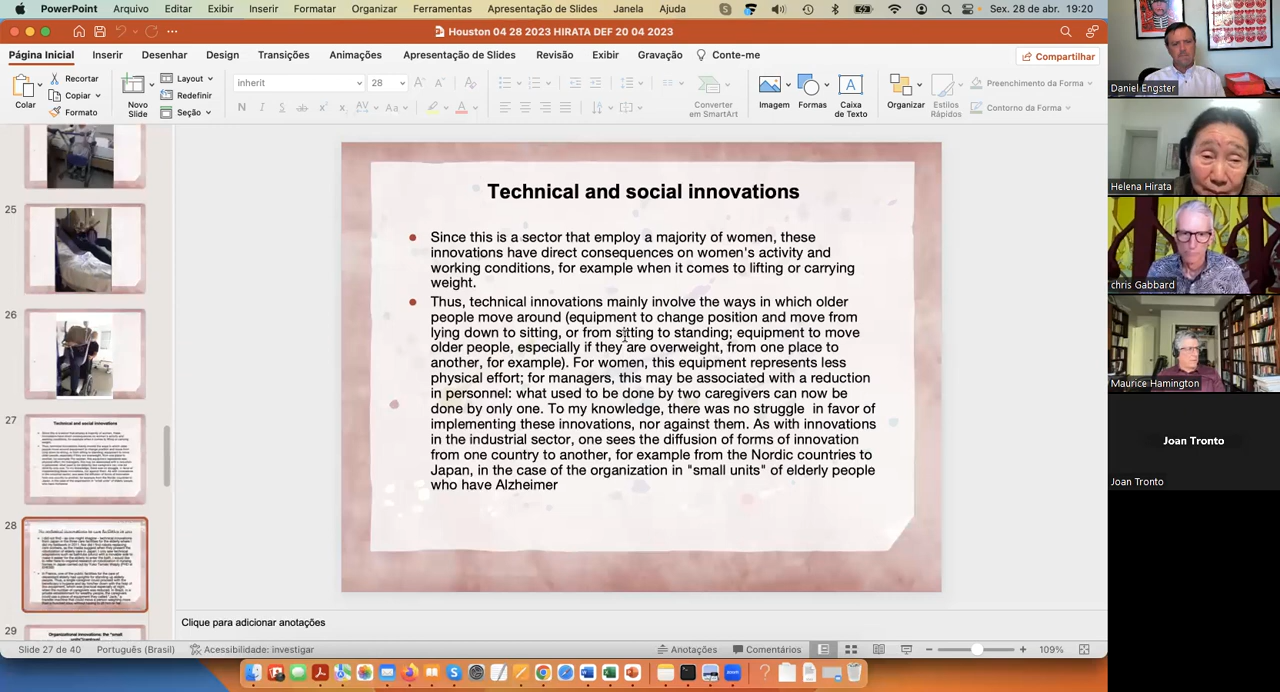 PowerPoint Arquivo Editar Exibir Inserir Formatar Organizar Ferramentas Apresentação de Slides Janela Ajuda Sex. 28 de abr. 19:20
Houston 04 28 2023 HIRATA DEF 20 04 2023
Página Inicial Inserir Desenhar Design Transições Animações Apresentação de Slides Revisão Exibir Gravação Conte-me Compartilhar
Colar
Recortar
Copiar
Formato
Novo
Slide
Layout
Redefinir
Seção
inherit 28
N I S
Converter
em SmartArt
Imagem
Formas
Caixa
de Texto
Organizar
Estilos
Rápidos
Preenchimento da Forma
Contorno da Forma
25
26
27
Technical and social innovations
28
29
Organizational innovations, the "small
Technical and social innovations
Since this is a sector that employ a majority of women, these
innovations have direct consequences on women's activity and
working conditions, for example when it comes to lifting or carrying
weight.
Thus, technical innovations mainly involve the ways in which older
people move around (equipment to change position and move from
lying down to sitting, or from sitting to standing; equipment to move
older people, especially if they are overweight, from one place to
another, for example). For women, this equipment represents less
physical effort; for managers, this may be associated with a reduction
in personnel: what used to be done by two caregivers can now be
done by only one. To my knowledge, there was no struggle in favor of
implementing these innovations, nor against them. As with innovations
in the industrial sector, one sees the diffusion of forms of innovation
from one country to another, for example from the Nordic countries to
Japan, in the case of the organization in "small units" of elderly people
who have Alzheimer
Clique para adicionar anotações
Slide 27 de 40 Português (Brasil) Acessibilidade: investigar Anotações Comentários 109%
Daniel Engster
Helena Hirata
chris Gabbard
Maurice Hamington
Joan Tronto
Joan Tronto